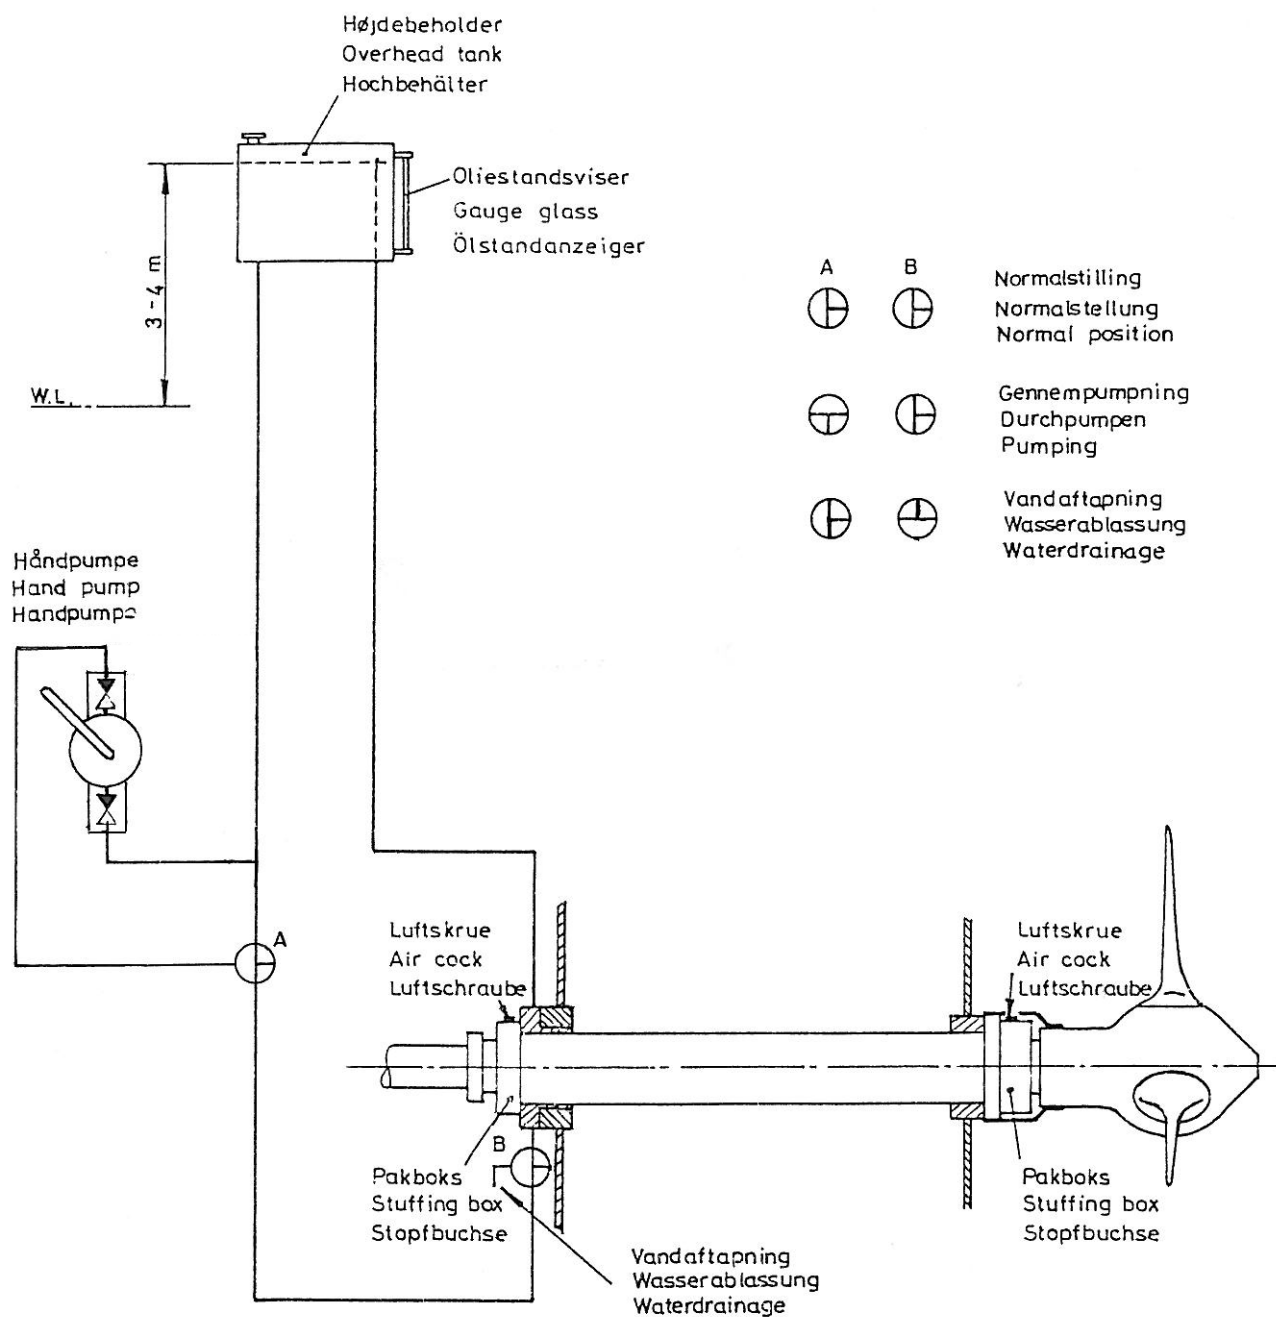 Højdebeholder
Overhead tank
Hochbehälter
Oliestandsviser
Gauge glass
Ölstandanzeiger
3-4 m
W.L.
A B
Normalstilling
Normalstellung
Normal position
Gennempumpning
Durchpumpen
Pumping
Vandaftapning
Wasserablassung
Waterdrainage
Håndpumpe
Hand pump
Handpumpe
A
Luftskrue
Air cock
Luftschraube
Luftskrue
Air cock
Luftschraube
B
Pakboks
Stuffing box
Stopfbuchse
Pakboks
Stuffing box
Stopfbuchse
Vandaftapning
Wasserablassung
Waterdrainage